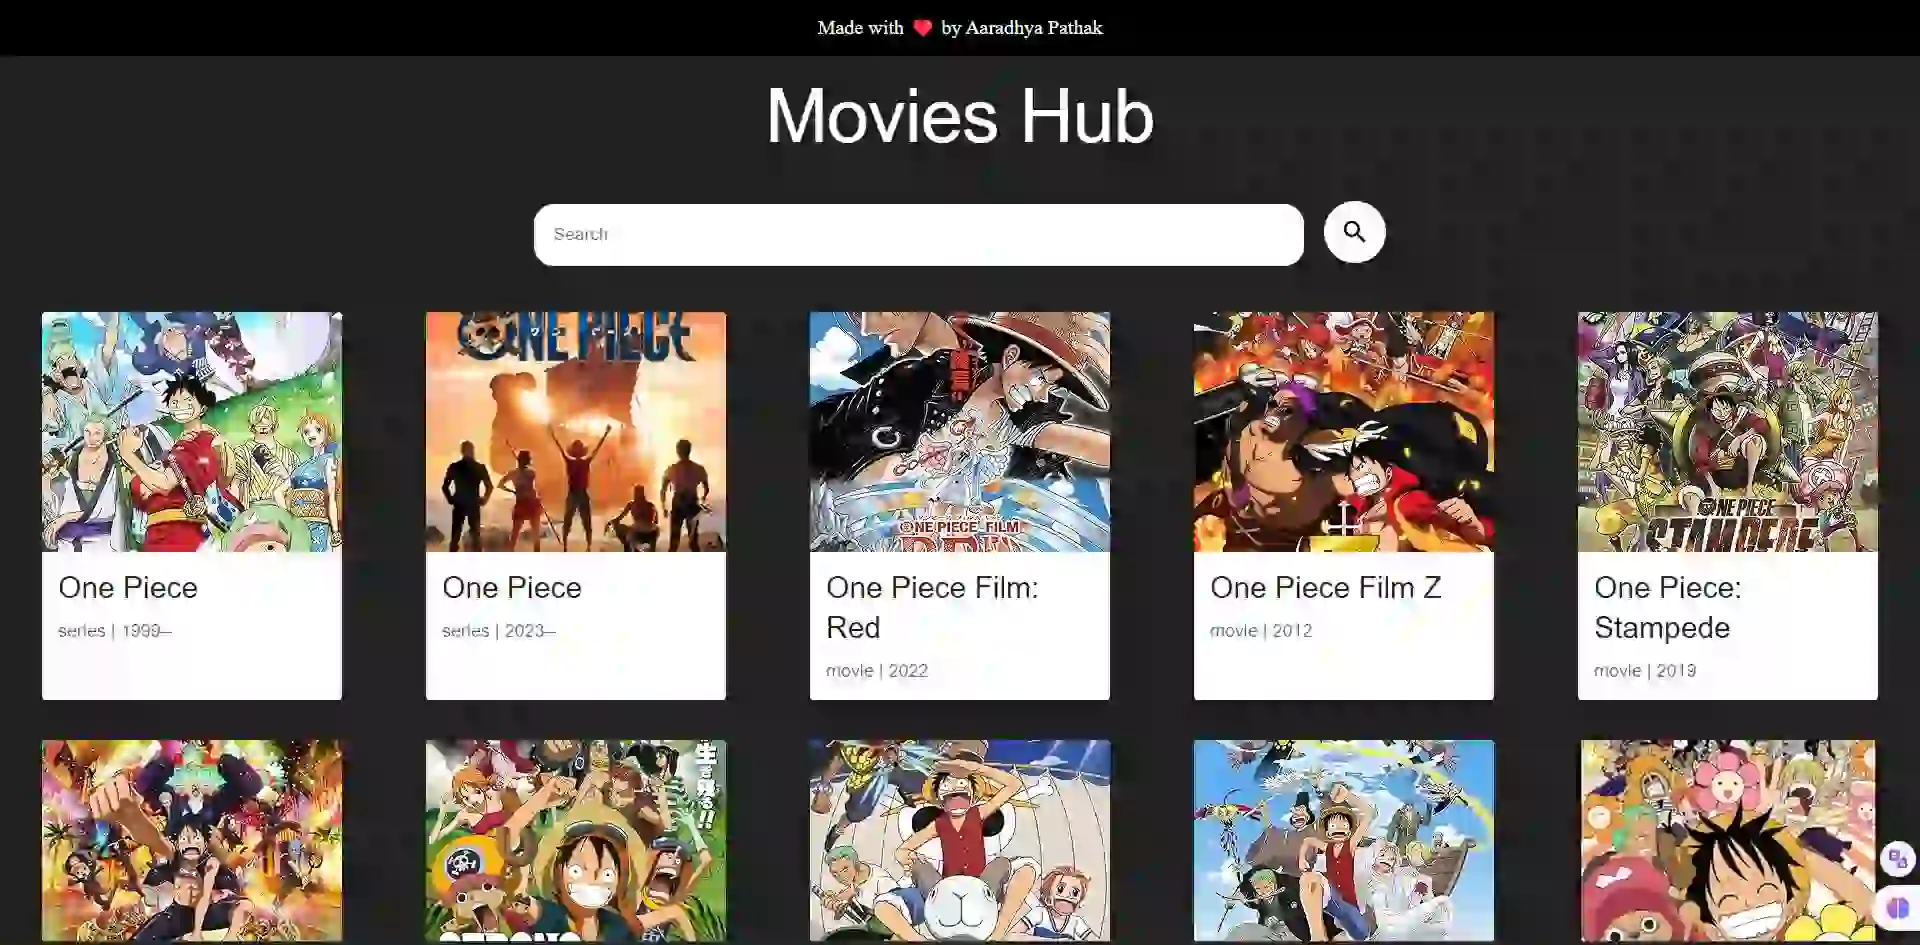 Made with ❤️ by Aaradhya Pathak
Movies Hub
Search
ONE PIECE
ONE PIECE FILM
RED
ONE PIECE
STAMPEDE
One Piece
series | 1999–
One Piece
series | 2023–
One Piece Film:
Red
movie | 2022
One Piece Film Z
movie | 2012
One Piece:
Stampede
movie | 2019
生き残る!!
STRONG